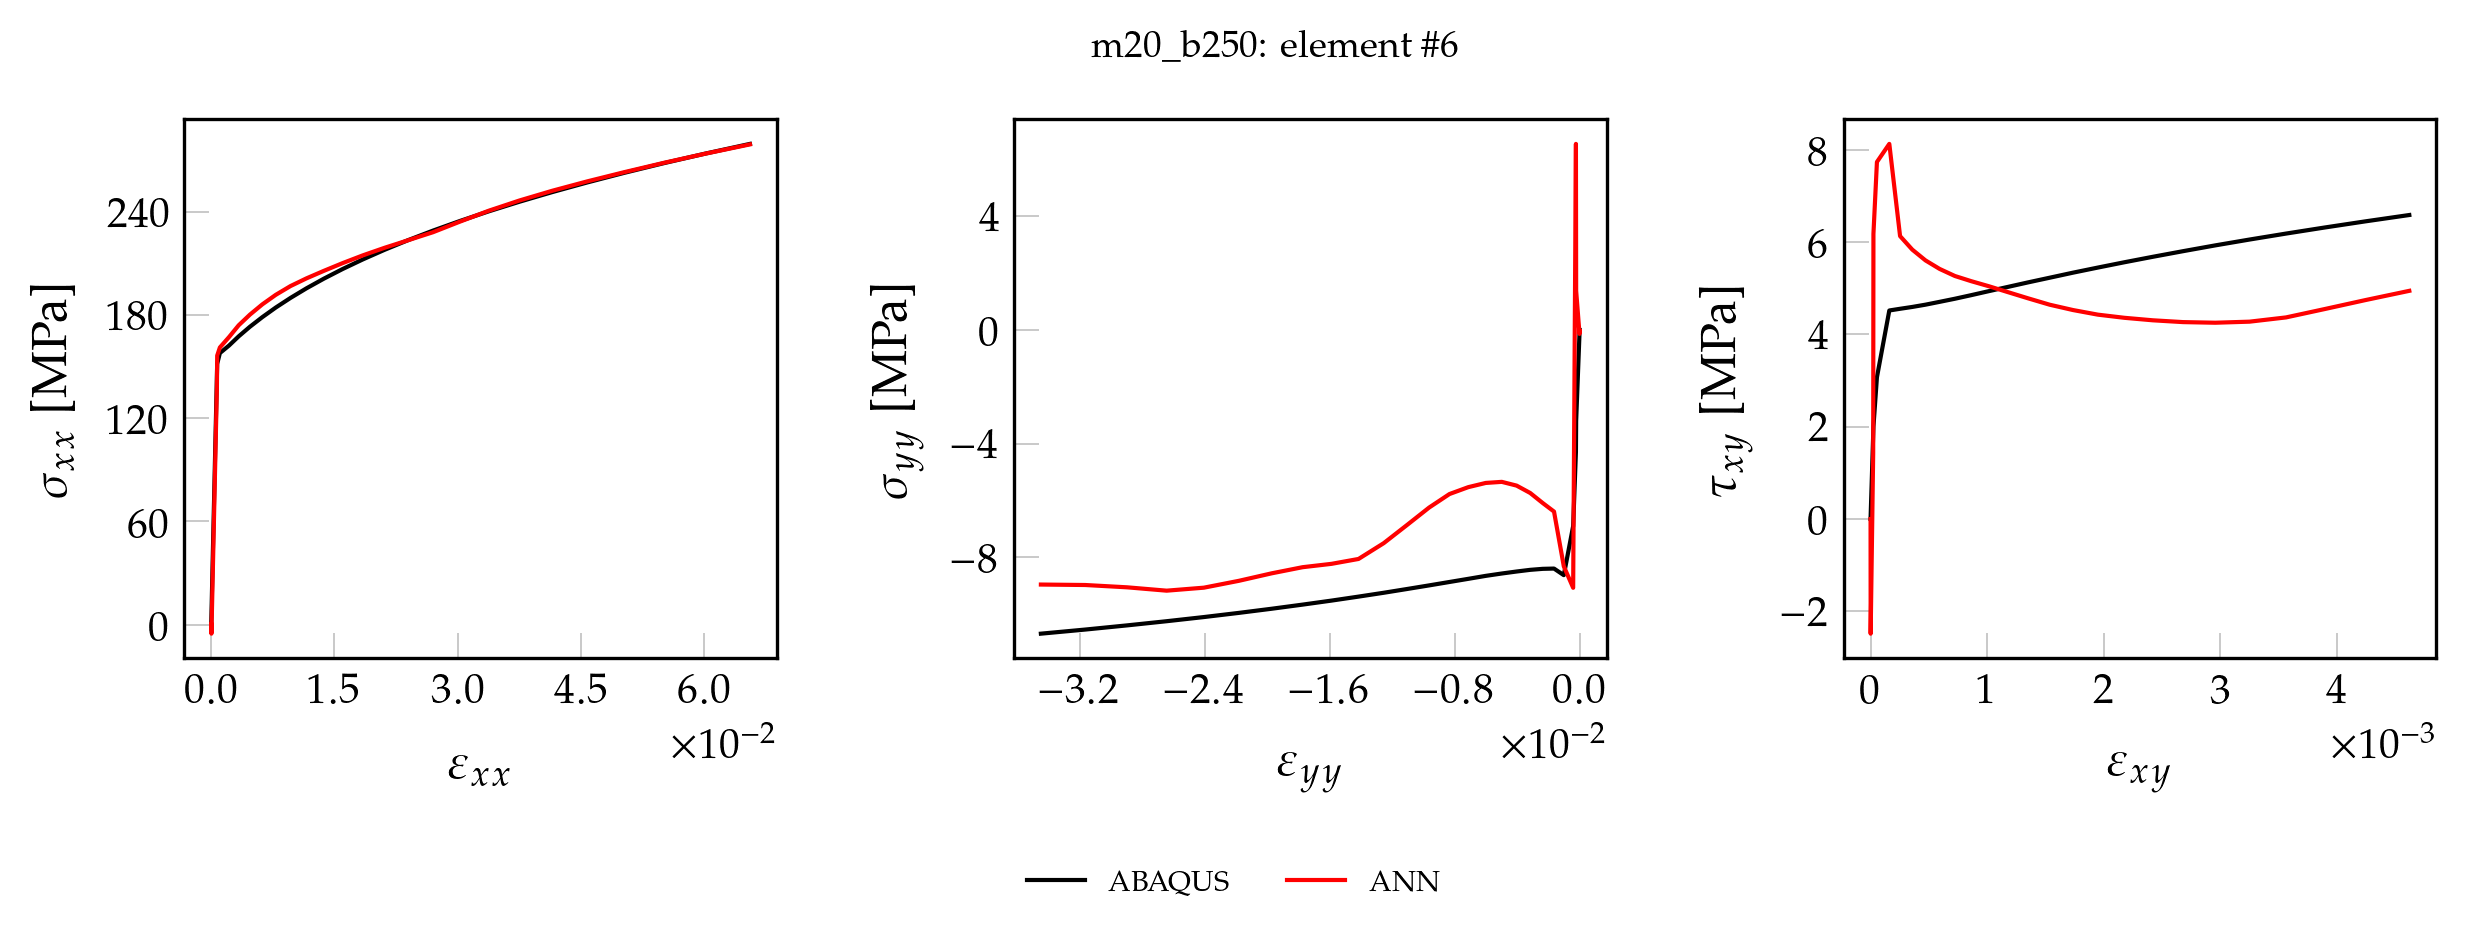 m20_b250: element #6
σxx [MPa]
240
180
120
60
0
0.0 1.5 3.0 4.5 6.0
×10−2
εxx
σyy [MPa]
4
0
−4
−8
−3.2 −2.4 −1.6 −0.8 0.0
×10−2
εyy
τxy [MPa]
8
6
4
2
0
−2
0 1 2 3 4
×10−3
εxy
ABAQUS ANN